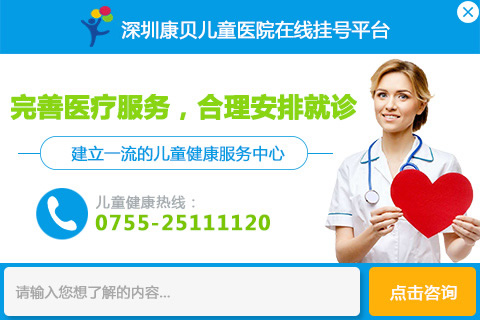 深圳康贝儿童医院在线挂号平台
完善医疗服务，合理安排就诊
建立一流的儿童健康服务中心
儿童健康热线：
0755-25111120
请输入您想了解的内容...
点击咨询